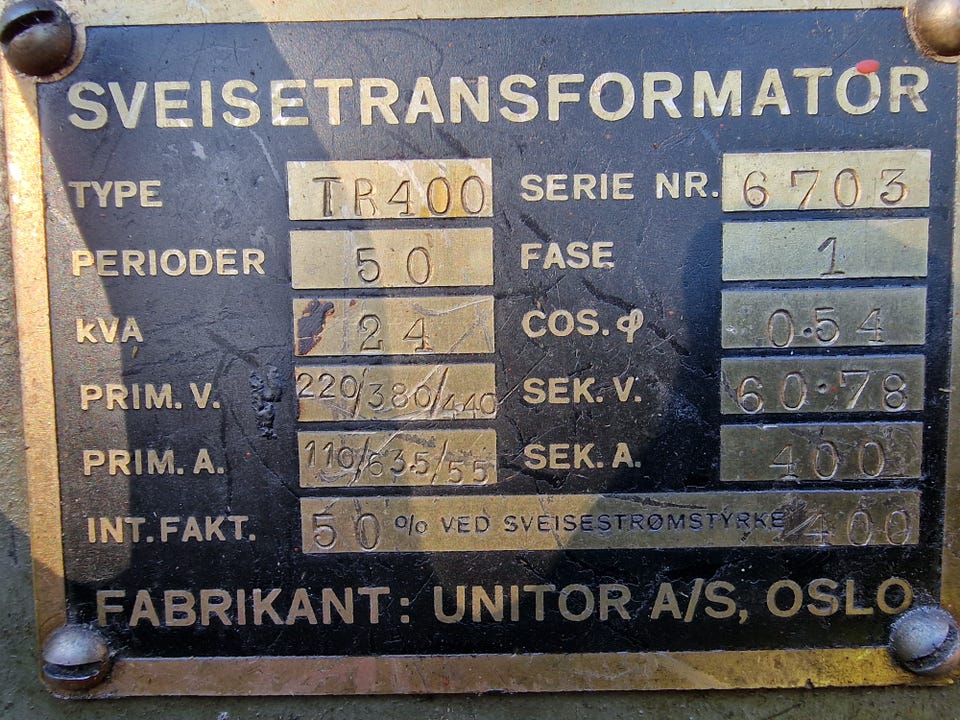 SVEISETRANSFORMATOR
TYPE TR400 SERIE NR. 6703
PERIODER 50 FASE 1
KVA 24 COS. φ 0.54
PRIM. V. 220/380/440 SEK. V. 60-78
PRIM. A. 110/63.5/55 SEK. A. 400
INT. FAKT. 50 % VED SVEISESTRØMSTYRKE 400
FABRIKANT: UNITOR A/S, OSLO